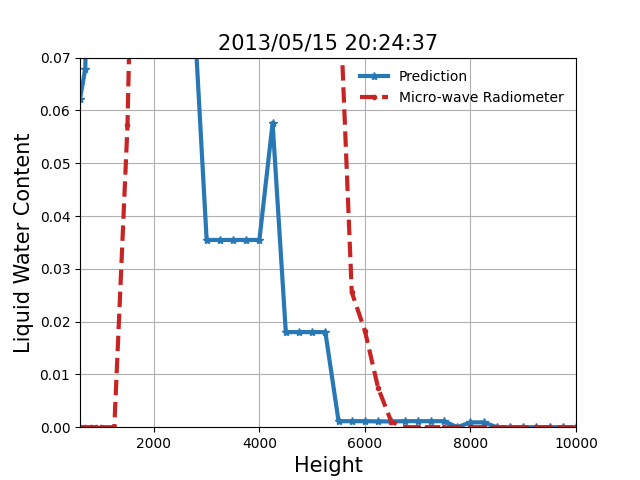 2013/05/15 20:24:37
0.07
0.06
0.05
0.04
0.03
0.02
0.01
0.00
Liquid Water Content
Prediction
Micro-wave Radiometer
2000 4000 6000 8000 10000
Height